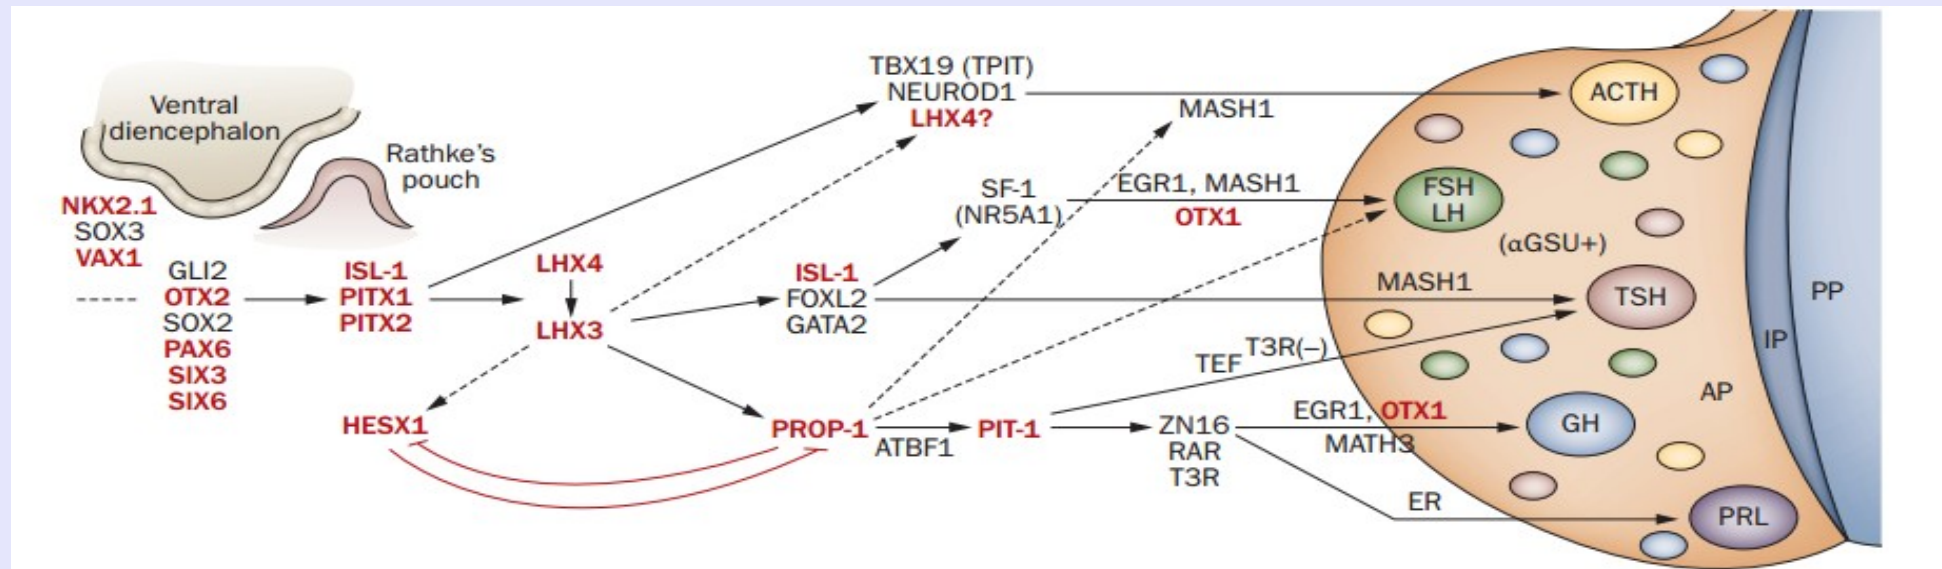 Ventral
diencephalon
Rathke's
pouch
NKX2.1
SOX3
VAX1
GLI2
OTX2
SOX2
PAX6
SIX3
SIX6
ISL-1
PITX1
PITX2
HESX1
LHX4
LHX3
TBX19 (TPIT)
NEUROD1
LHX4?
ISL-1
FOXL2
GATA2
PROP-1
ATBF1
SF-1
(NR5A1)
MASH1
EGR1, MASH1
OTX1
MASH1
TEF
T3R(–)
PIT-1
ZN16
RAR
T3R
EGR1, OTX1
MATH3
ER
ACTH
FSH
LH
(αGSU+)
TSH
GH
PRL
AP
IP
PP